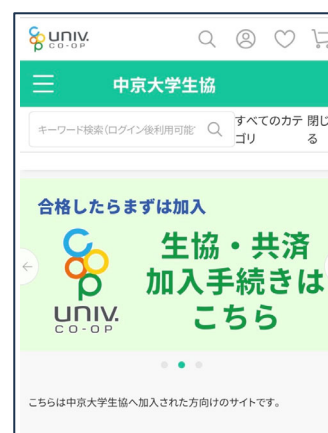 UNIV.
CO-OP
中京大学生協
キーワード検索(ログイン後利用可能
すべてのカテ
ゴリ
閉じ
る
合格したらまずは加入
生協・共済
加入手続きは
こちら
UNIV.
CO-OP
こちらは中京大学生協へ加入された方向けのサイトです。